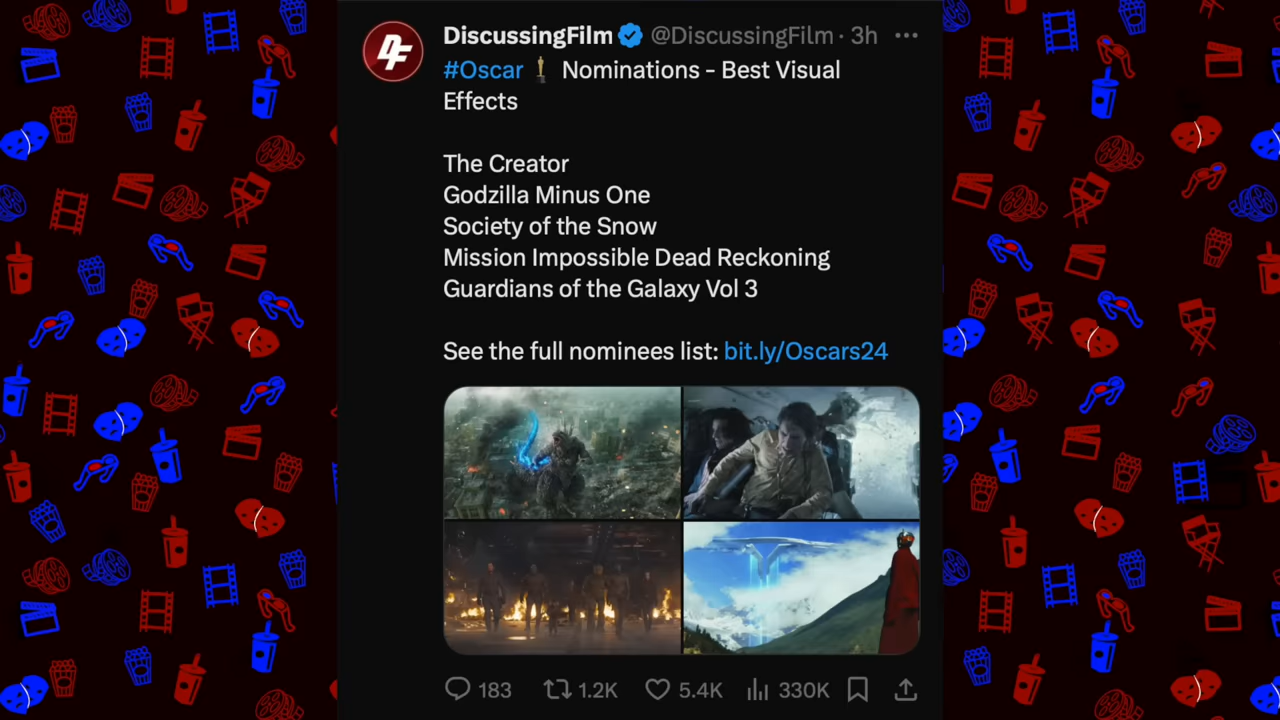 DiscussingFilm @DiscussingFilm · 3h
#Oscar Nominations - Best Visual
Effects
The Creator
Godzilla Minus One
Society of the Snow
Mission Impossible Dead Reckoning
Guardians of the Galaxy Vol 3
See the full nominees list: bit.ly/Oscars24
183 1.2K 5.4K 330K